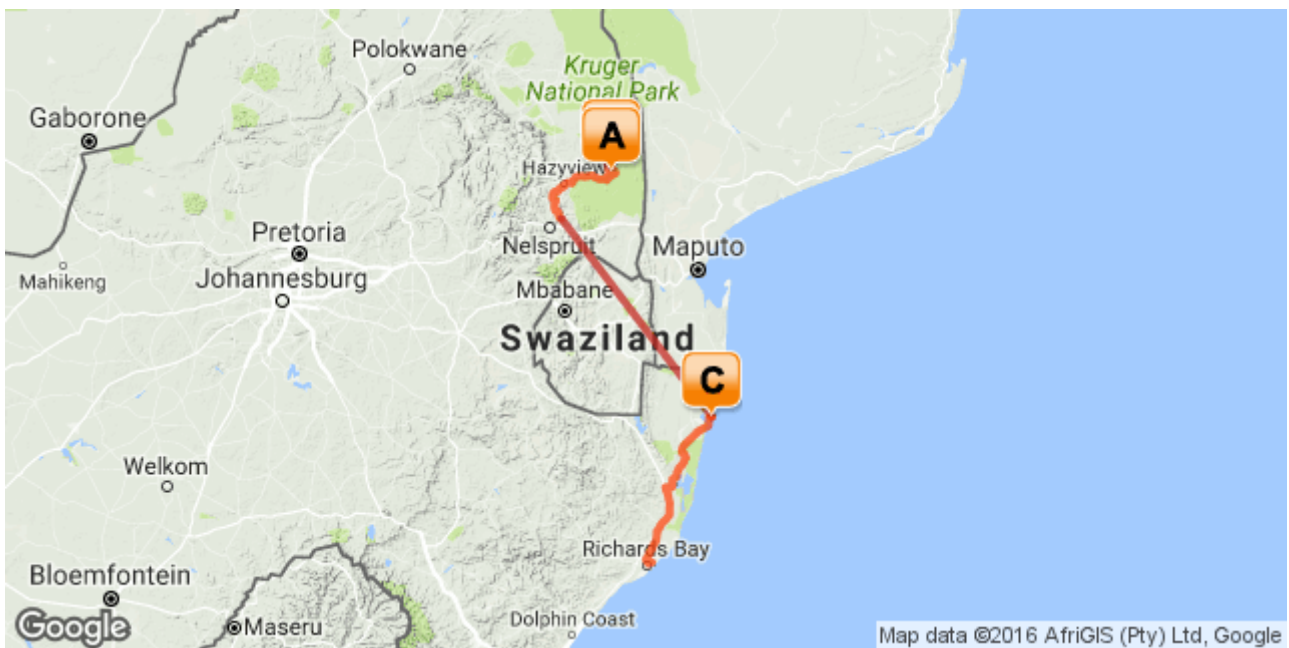 Polokwane
Kruger
National Park
Gaborone
A
Hazyview
Pretoria
Nelspruit
Maputo
Mahikeng
Johannesburg
Mbabane
Swaziland
C
Welkom
Richards Bay
Bloemfontein
Dolphin Coast
Google
Maseru
Map data ©2016 AfriGIS (Pty) Ltd, Google